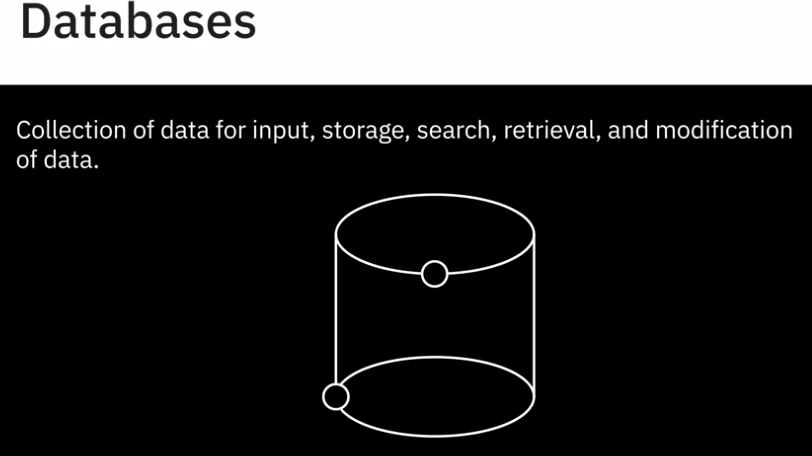 Databases
Collection of data for input, storage, search, retrieval, and modification
of data.